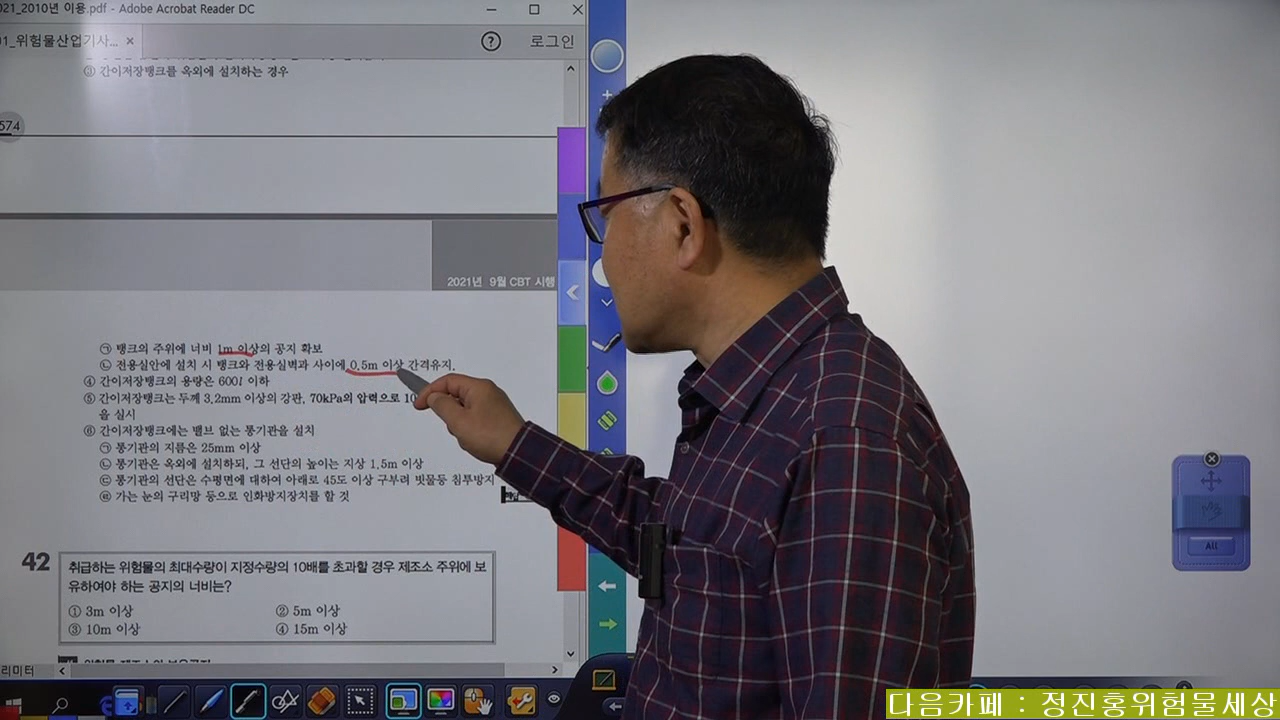 021_2010년 이용.pdf - Adobe Acrobat Reader DC
01_위험물산업기사... ×
로그인
③ 간이저장탱크를 옥외에 설치하는 경우
574
2021년 9월 CBT 시행
㉠ 탱크의 주위에 너비 1m 이상의 공지 확보
㉡ 전용실안에 설치 시 탱크와 전용실벽과 사이에 0.5m 이상 간격유지.
④ 간이저장탱크의 용량은 600l 이하
⑤ 간이저장탱크는 두께 3.2mm 이상의 강판, 70kPa의 압력으로 10
을 실시
⑥ 간이저장탱크에는 밸브 없는 통기관을 설치
㉠ 통기관의 지름은 25mm 이상
㉡ 통기관은 옥외에 설치하되, 그 선단의 높이는 지상 1.5m 이상
㉢ 통기관의 선단은 수평면에 대하여 아래로 45도 이상 구부려 빗물등 침투방지
㉣ 가는 눈의 구리망 등으로 인화방지장치를 할 것
42
취급하는 위험물의 최대수량이 지정수량의 10배를 초과할 경우 제조소 주위에 보
유하여야 하는 공지의 너비는?
① 3m 이상 ② 5m 이상
③ 10m 이상 ④ 15m 이상
리미터
All
다음카페 : 정진홍위험물세상